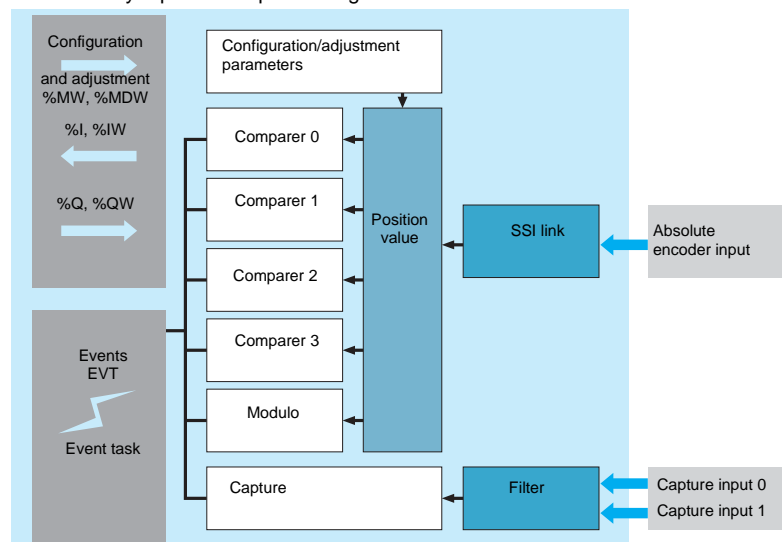 Configuration
and adjustment
%MW, %MDW
%I, %IW
%Q, %QW
Events
EVT
Event task
Configuration/adjustment
parameters
Comparer 0
Comparer 1
Comparer 2
Comparer 3
Modulo
Capture
Position
value
SSI link
Filter
Absolute
encoder input
Capture input 0
Capture input 1